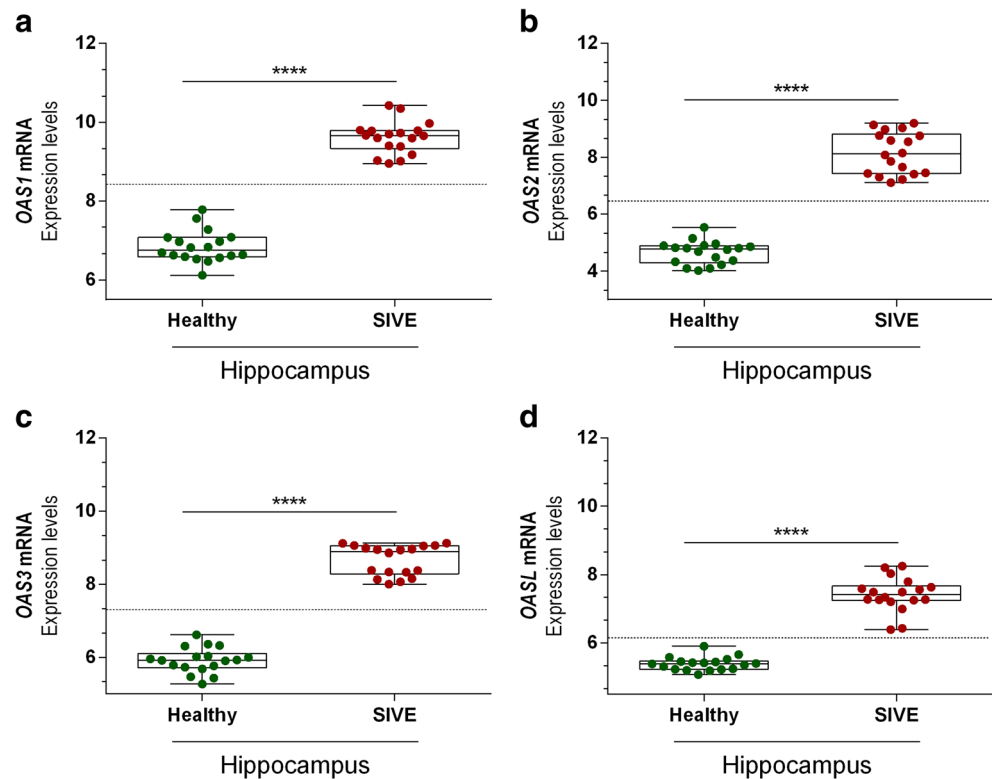 a
OAS1 mRNA
Expression levels
12
10
8
6
****
Healthy SIVE
Hippocampus
b
OAS2 mRNA
Expression levels
12
10
8
6
4
****
Healthy SIVE
Hippocampus
c
OAS3 mRNA
Expression levels
12
10
8
6
****
Healthy SIVE
Hippocampus
d
OASL mRNA
Expression levels
12
10
8
6
****
Healthy SIVE
Hippocampus